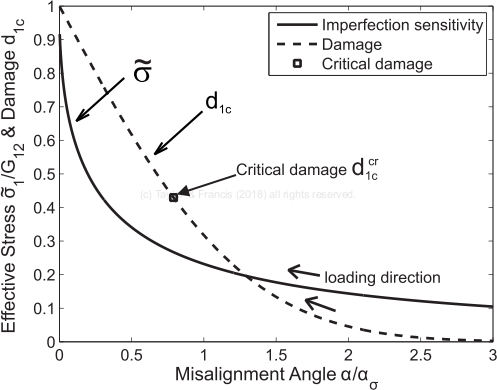 Effective Stress σ̃₁/G₁₂ & Damage d₁c
1
0.9
0.8
0.7
0.6
0.5
0.4
0.3
0.2
0.1
0
Imperfection sensitivity
Damage
Critical damage
σ̃
d₁c
Critical damage d₁c^cr
(c) Taylor & Francis (2018) all rights reserved.
loading direction
0 0.5 1 1.5 2 2.5 3
Misalignment Angle α/α_σ